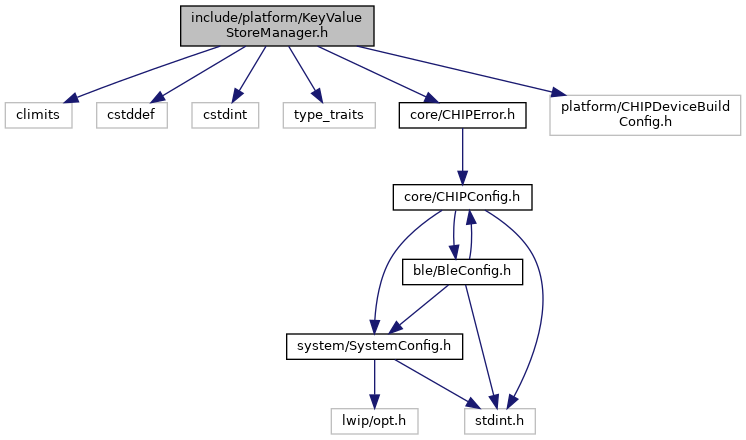 include/platform/KeyValue
StoreManager.h
climits
cstddef
cstdint
type_traits
core/CHIPError.h
platform/CHIPDeviceBuild
Config.h
core/CHIPConfig.h
ble/BleConfig.h
system/SystemConfig.h
lwip/opt.h
stdint.h